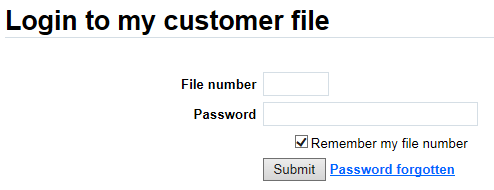 Login to my customer file
File number
Password
Remember my file number
Submit Password forgotten